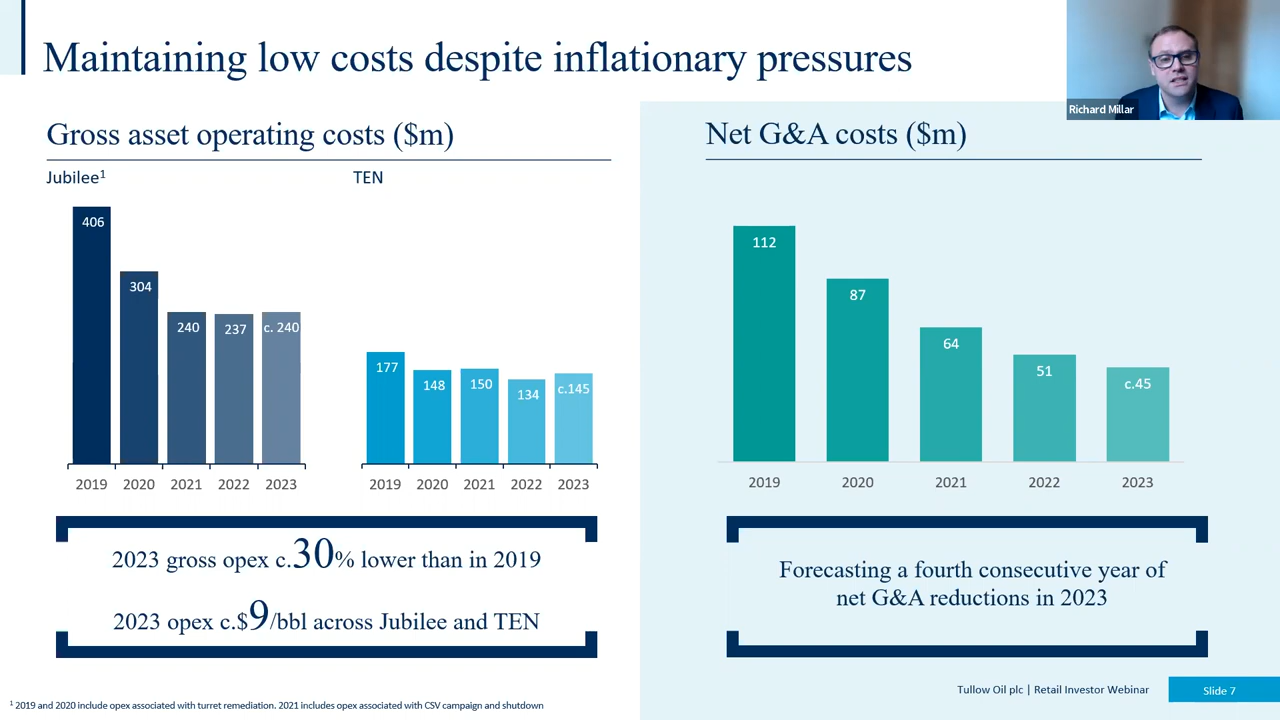 Maintaining low costs despite inflationary pressures
Richard Millar
Gross asset operating costs ($m)
Jubilee¹
TEN
406
304
240
237
c. 240
2019 2020 2021 2022 2023
177
148
150
134
c.145
2019 2020 2021 2022 2023
2023 gross opex c.30% lower than in 2019
2023 opex c.$9/bbl across Jubilee and TEN
Net G&A costs ($m)
112
87
64
51
c.45
2019 2020 2021 2022 2023
Forecasting a fourth consecutive year of
net G&A reductions in 2023
Tullow Oil plc | Retail Investor Webinar
Slide 7
¹ 2019 and 2020 include opex associated with turret remediation. 2021 includes opex associated with CSV campaign and shutdown